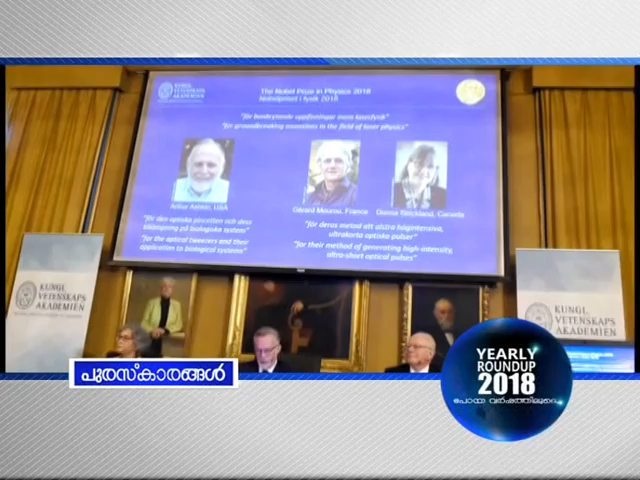 KUNGL.
VETENSKAPS
AKADEMIEN
The Nobel Prize in Physics 2018
Nobelpriset i fysik 2018
"för banbrytande uppfinningar inom laserfysik"
"for groundbreaking inventions in the field of laser physics"
Arthur Ashkin, USA
"för den optiska pincetten och dess
tillämpning på biologiska system"
"for the optical tweezers and their
application to biological systems"
Gérard Mourou, France
Donna Strickland, Canada
"för deras metod att alstra högintensiva,
ultrakorta optiska pulser"
"for their method of generating high-intensity,
ultra-short optical pulses"
KUNGL.
VETENSKAPS
AKADEMIEN
KUNGL.
VETENSKAPS
AKADEMIEN
പുരസ്കാരങ്ങൾ
YEARLY
ROUNDUP
2018
പോയ വർഷത്തിലൂടെ